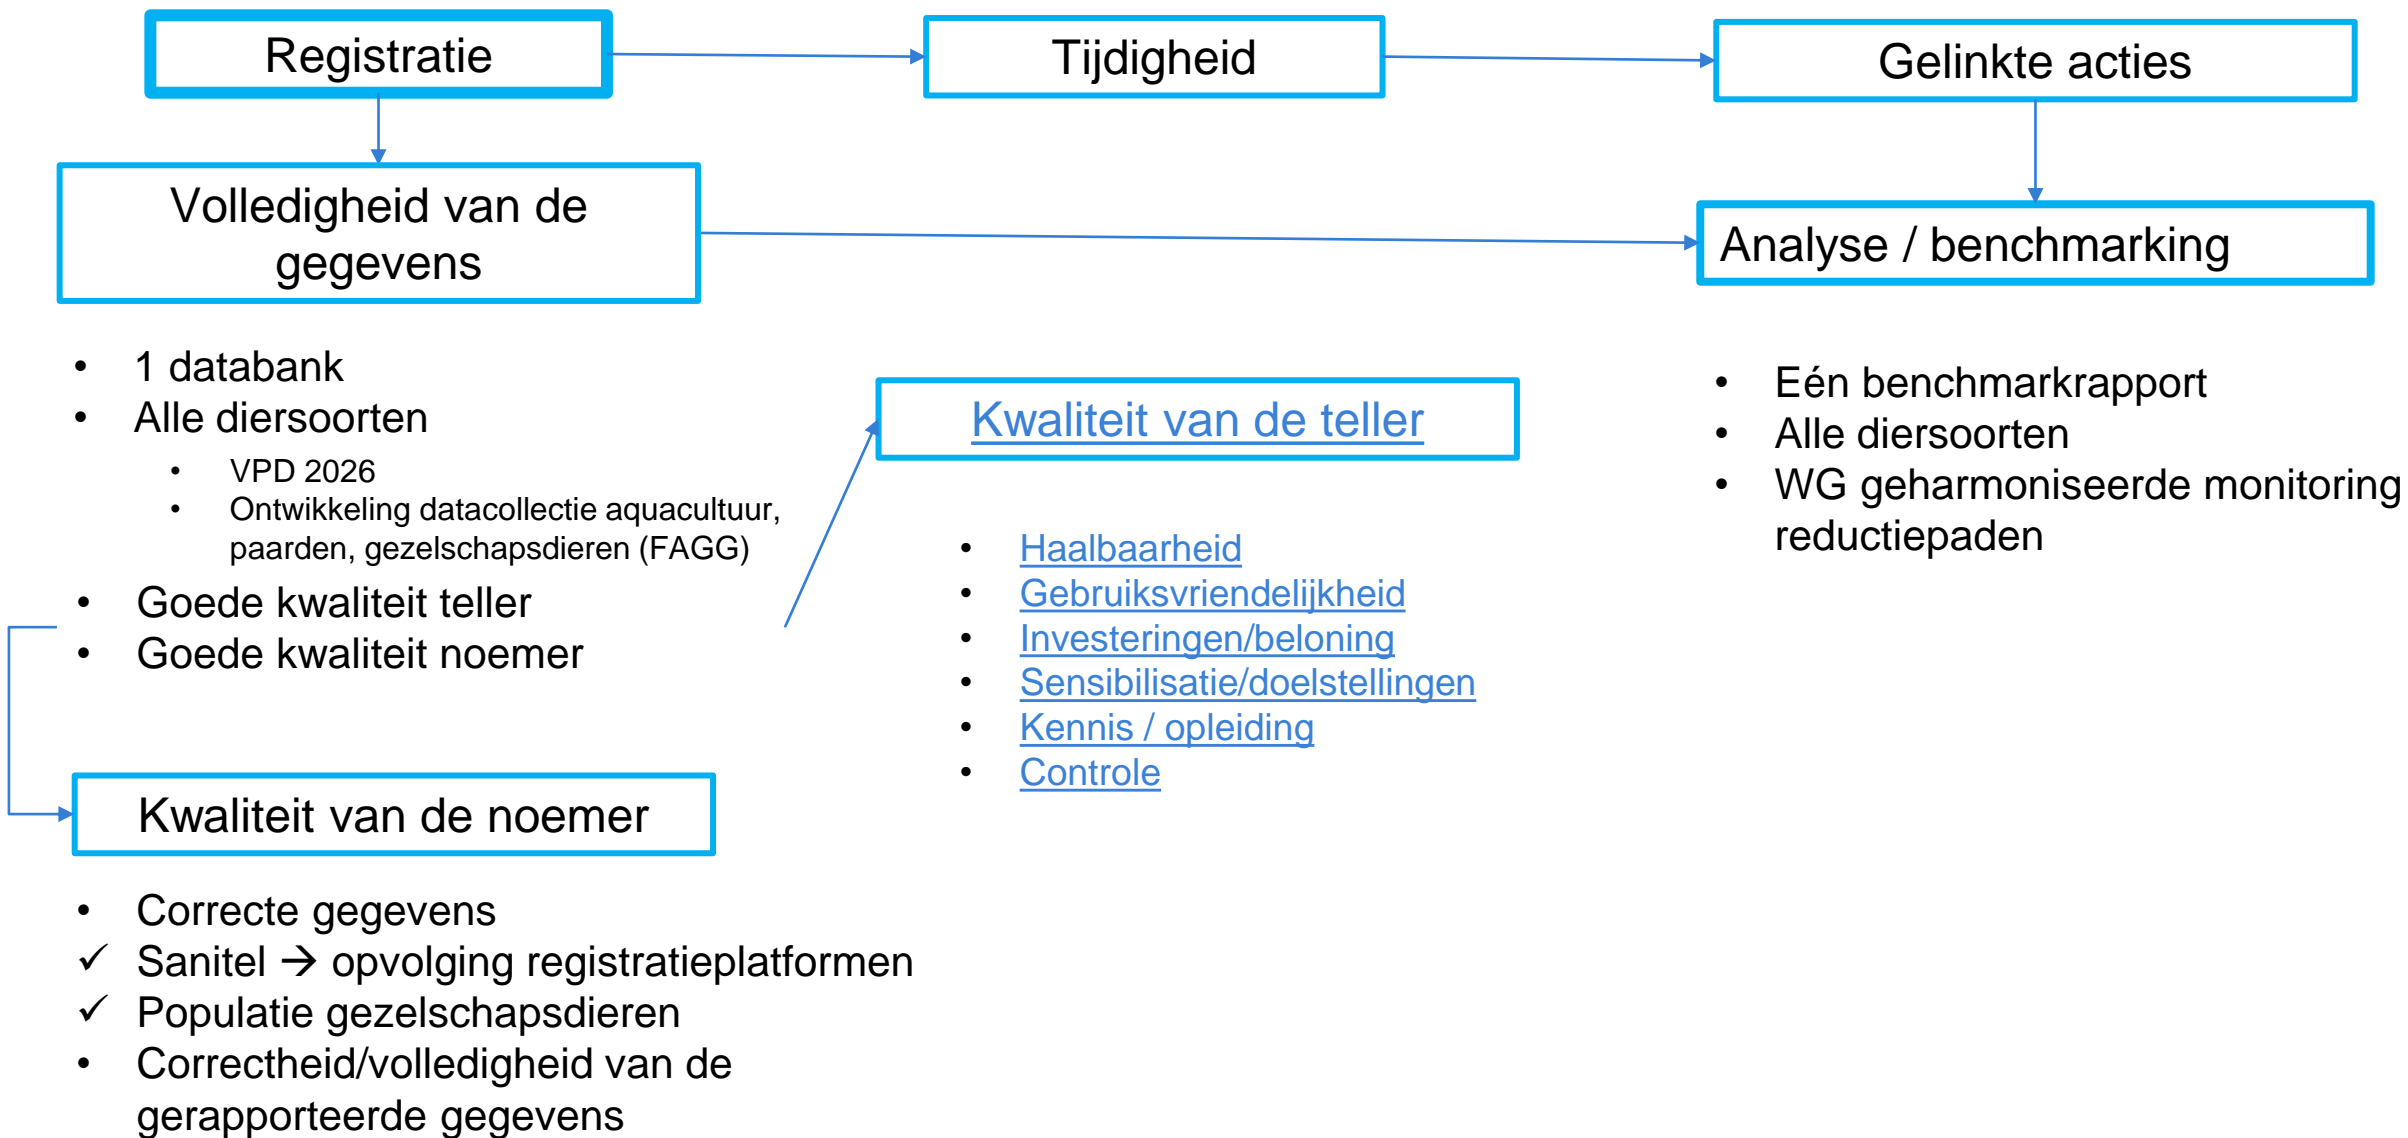 Registratie
Tijdigheid
Gelinkte acties
Volledigheid van de
gegevens
Analyse / benchmarking
• 1 databank
• Alle diersoorten
• VPD 2026
• Ontwikkeling datacollectie aquacultuur,
paarden, gezelschapsdieren (FAGG)
• Goede kwaliteit teller
• Goede kwaliteit noemer
Kwaliteit van de teller
• Haalbaarheid
• Gebruiksvriendelijkheid
• Investeringen/beloning
• Sensibilisatie/doelstellingen
• Kennis / opleiding
• Controle
• Eén benchmarkrapport
• Alle diersoorten
• WG geharmoniseerde monitoring
reductiepaden
Kwaliteit van de noemer
• Correcte gegevens
✓ Sanitel → opvolging registratieplatformen
✓ Populatie gezelschapsdieren
• Correctheid/volledigheid van de
gerapporteerde gegevens